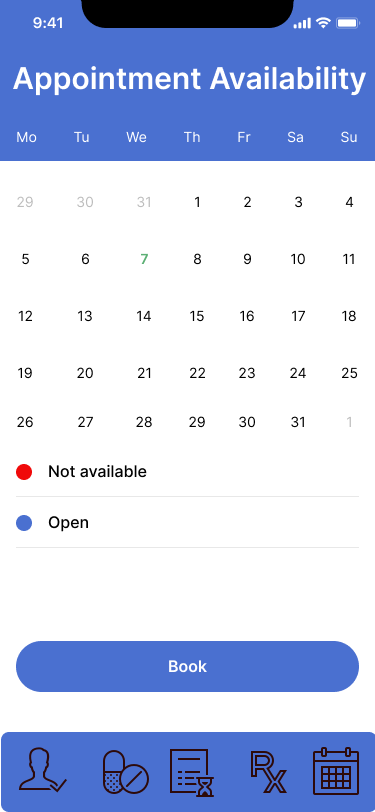 9:41
Appointment Availability
Mo Tu We Th Fr Sa Su
29 30 31 1 2 3 4
5 6 7 8 9 10 11
12 13 14 15 16 17 18
19 20 21 22 23 24 25
26 27 28 29 30 31 1
Not available
Open
Book
Rx